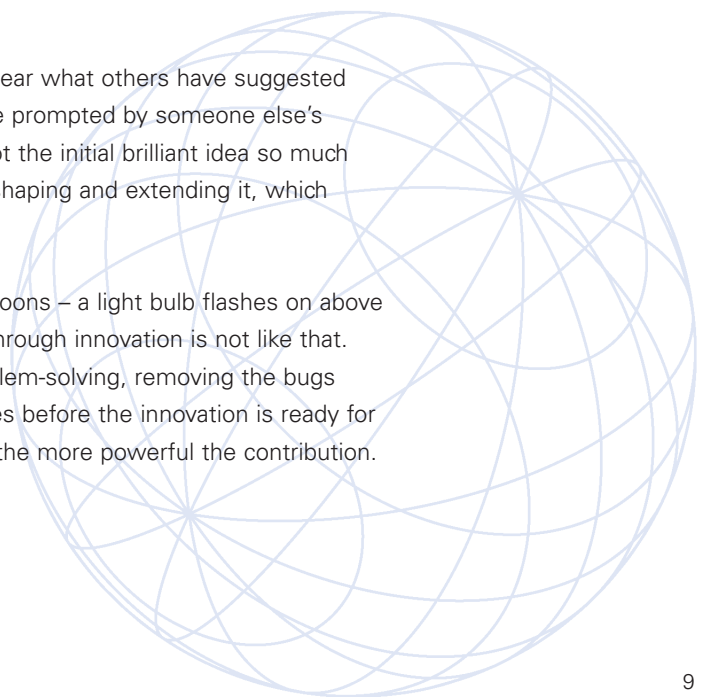 ear what others have suggested
e prompted by someone else’s
ot the initial brilliant idea so much
shaping and extending it, which
oons – a light bulb flashes on above
hrough innovation is not like that.
lem-solving, removing the bugs
es before the innovation is ready for
the more powerful the contribution.
9